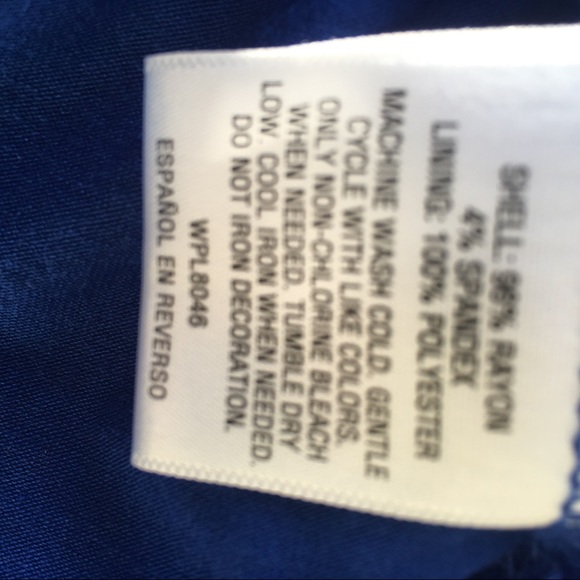 SHELL: 96% RAYON
4% SPANDEX
LINING: 100% POLYESTER
MACHINE WASH COLD. GENTLE
CYCLE WITH LIKE COLORS.
ONLY NON-CHLORINE BLEACH
WHEN NEEDED. TUMBLE DRY
LOW. COOL IRON WHEN NEEDED.
DO NOT IRON DECORATION.
WPL8046
ESPAÑOL EN REVERSO